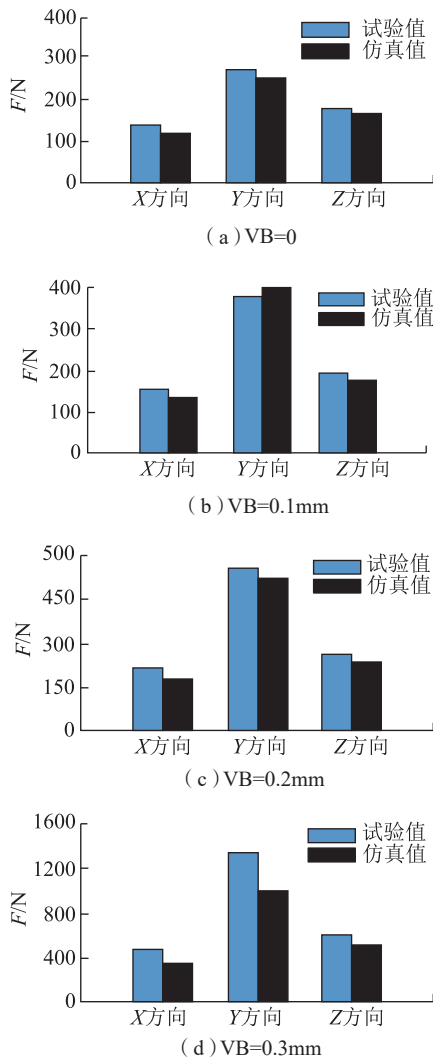 400
300
200
100
0
F/N
试验值
仿真值
X方向 Y方向 Z方向
(a)VB=0
400
300
200
100
0
F/N
试验值
仿真值
X方向 Y方向 Z方向
(b)VB=0.1mm
500
450
300
150
0
F/N
试验值
仿真值
X方向 Y方向 Z方向
(c)VB=0.2mm
1600
1200
800
400
0
F/N
试验值
仿真值
X方向 Y方向 Z方向
(d)VB=0.3mm